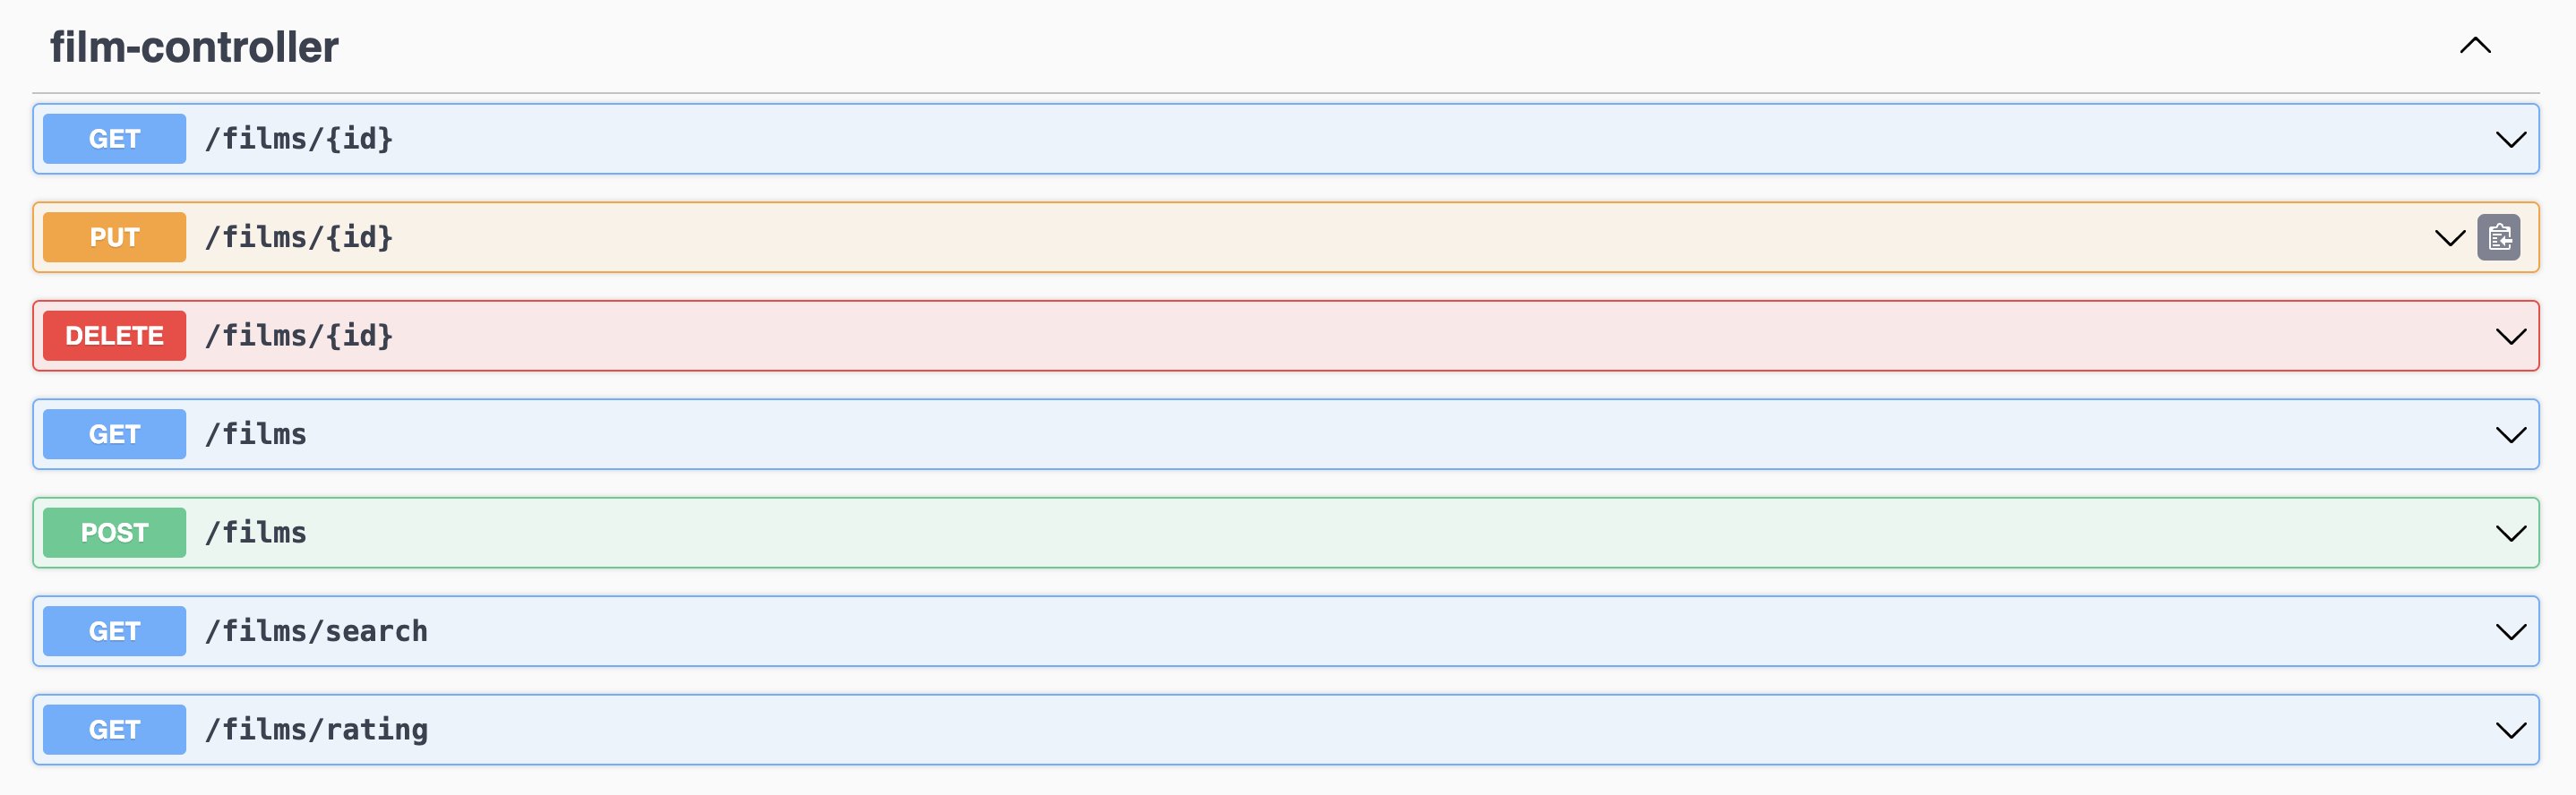 film-controller
GET /films/{id}
PUT /films/{id}
DELETE /films/{id}
GET /films
POST /films
GET /films/search
GET /films/rating